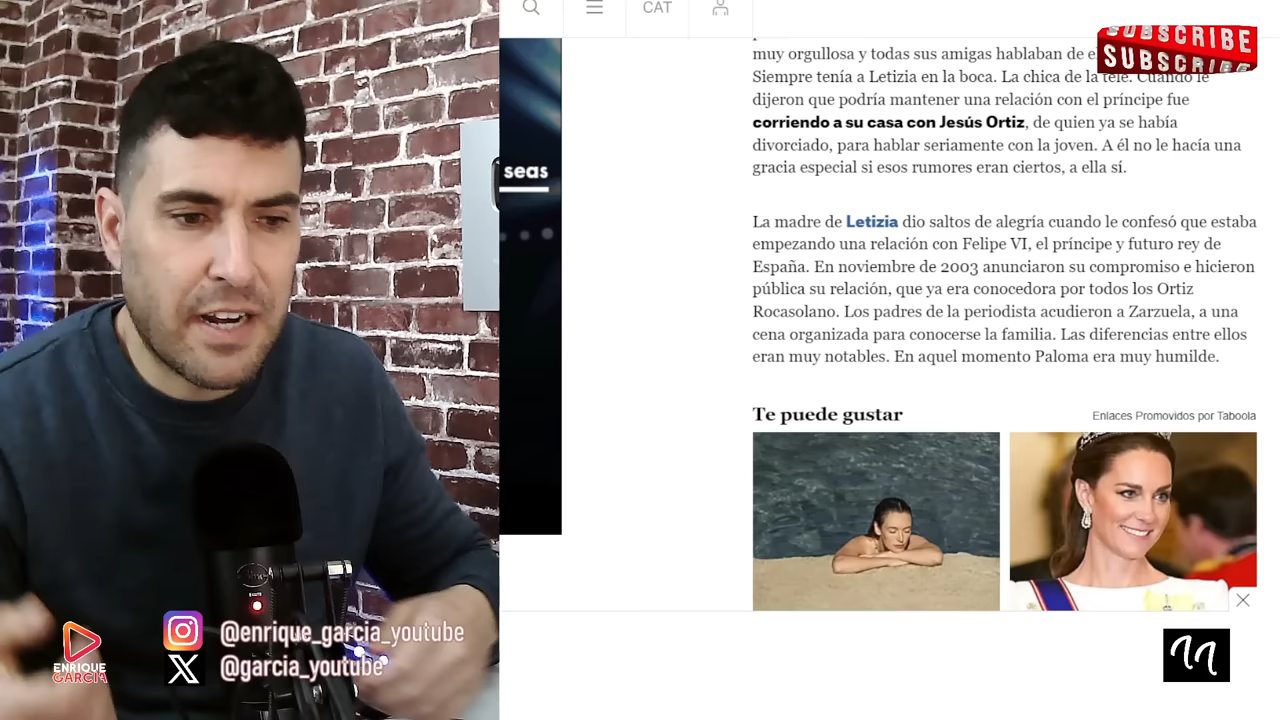 CAT
SUBSCRIBE
SUBSCRIBE
muy orgullosa y todas sus amigas hablaban de e
Siempre tenía a Letizia en la boca. La chica de la tele. Cuando le
dijeron que podría mantener una relación con el príncipe fue
corriendo a su casa con Jesús Ortiz, de quien ya se había
divorciado, para hablar seriamente con la joven. A él no le hacía una
gracia especial si esos rumores eran ciertos, a ella sí.
seas
La madre de Letizia dio saltos de alegría cuando le confesó que estaba
empezando una relación con Felipe VI, el príncipe y futuro rey de
España. En noviembre de 2003 anunciaron su compromiso e hicieron
pública su relación, que ya era conocedora por todos los Ortiz
Rocasolano. Los padres de la periodista acudieron a Zarzuela, a una
cena organizada para conocerse la familia. Las diferencias entre ellos
eran muy notables. En aquel momento Paloma era muy humilde.
Te puede gustar
Enlaces Promovidos por Taboola
@enrique_garcia_youtube
@garcia_youtube
ENRIQUE
GARCIA